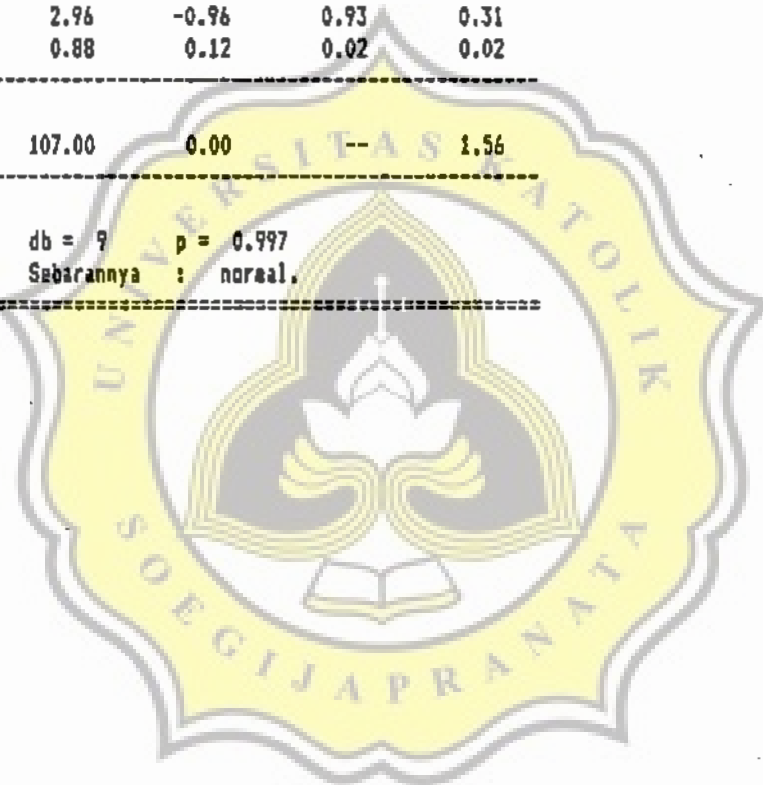 2.96 -0.96 0.93 0.31
0.88 0.12 0.02 0.02
107.00 0.00 -- 1.56
db = 9 p = 0.997
Sebarannya : normal.
UNIVERSITAS KATOLIK
SOEGIJAPRANATA